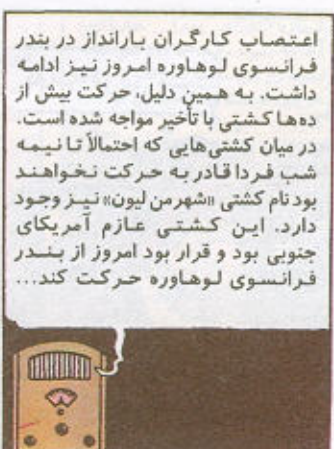 اعتصاب کارگران بارانداز در بندر
فرانسوی لوهاوره امروز نیز ادامه
داشت. به همین دلیل، حرکت بیش از
ده‌ها کشتی با تأخیر مواجه شده است.
در میان کشتی‌هایی که احتمالاً تا نیمه
شب فردا قادر به حرکت نخواهند
بود نام کشتی «شهر من لیون» نیز وجود
دارد. این کشتی عازم آمریکای
جنوبی بود و قرار بود امروز از بندر
فرانسوی لوهاوره حرکت کند...